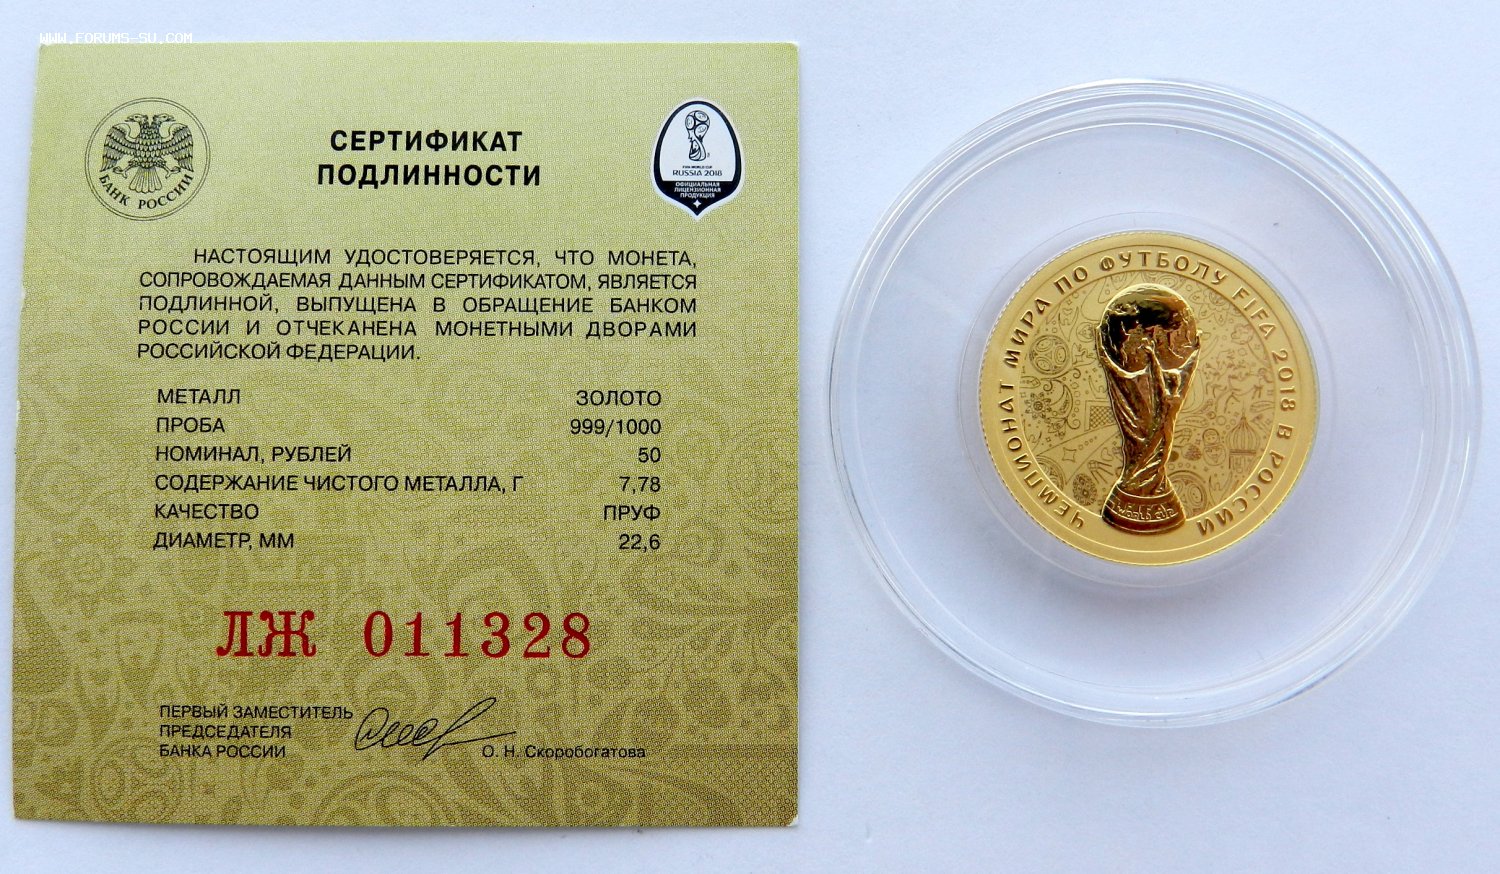 WWW.FORUMS-SU.COM
БАНК РОССИИ
СЕРТИФИКАТ
ПОДЛИННОСТИ
FIFA WORLD CUP
RUSSIA 2018
ОФИЦИАЛЬНАЯ
ЛИЦЕНЗИОННАЯ
ПРОДУКЦИЯ
НАСТОЯЩИМ УДОСТОВЕРЯЕТСЯ, ЧТО МОНЕТА,
СОПРОВОЖДАЕМАЯ ДАННЫМ СЕРТИФИКАТОМ, ЯВЛЯЕТСЯ
ПОДЛИННОЙ, ВЫПУЩЕНА В ОБРАЩЕНИЕ БАНКОМ
РОССИИ И ОТЧЕКАНЕНА МОНЕТНЫМИ ДВОРАМИ
РОССИЙСКОЙ ФЕДЕРАЦИИ.
МЕТАЛЛ ЗОЛОТО
ПРОБА 999/1000
НОМИНАЛ, РУБЛЕЙ 50
СОДЕРЖАНИЕ ЧИСТОГО МЕТАЛЛА, Г 7,78
КАЧЕСТВО ПРУФ
ДИАМЕТР, ММ 22,6
ЛЖ 011328
ПЕРВЫЙ ЗАМЕСТИТЕЛЬ
ПРЕДСЕДАТЕЛЯ
БАНКА РОССИИ
О. Н. Скоробогатова
ЧЕМПИОНАТ МИРА ПО ФУТБОЛУ FIFA 2018 В РОССИИ
WORLD CUP